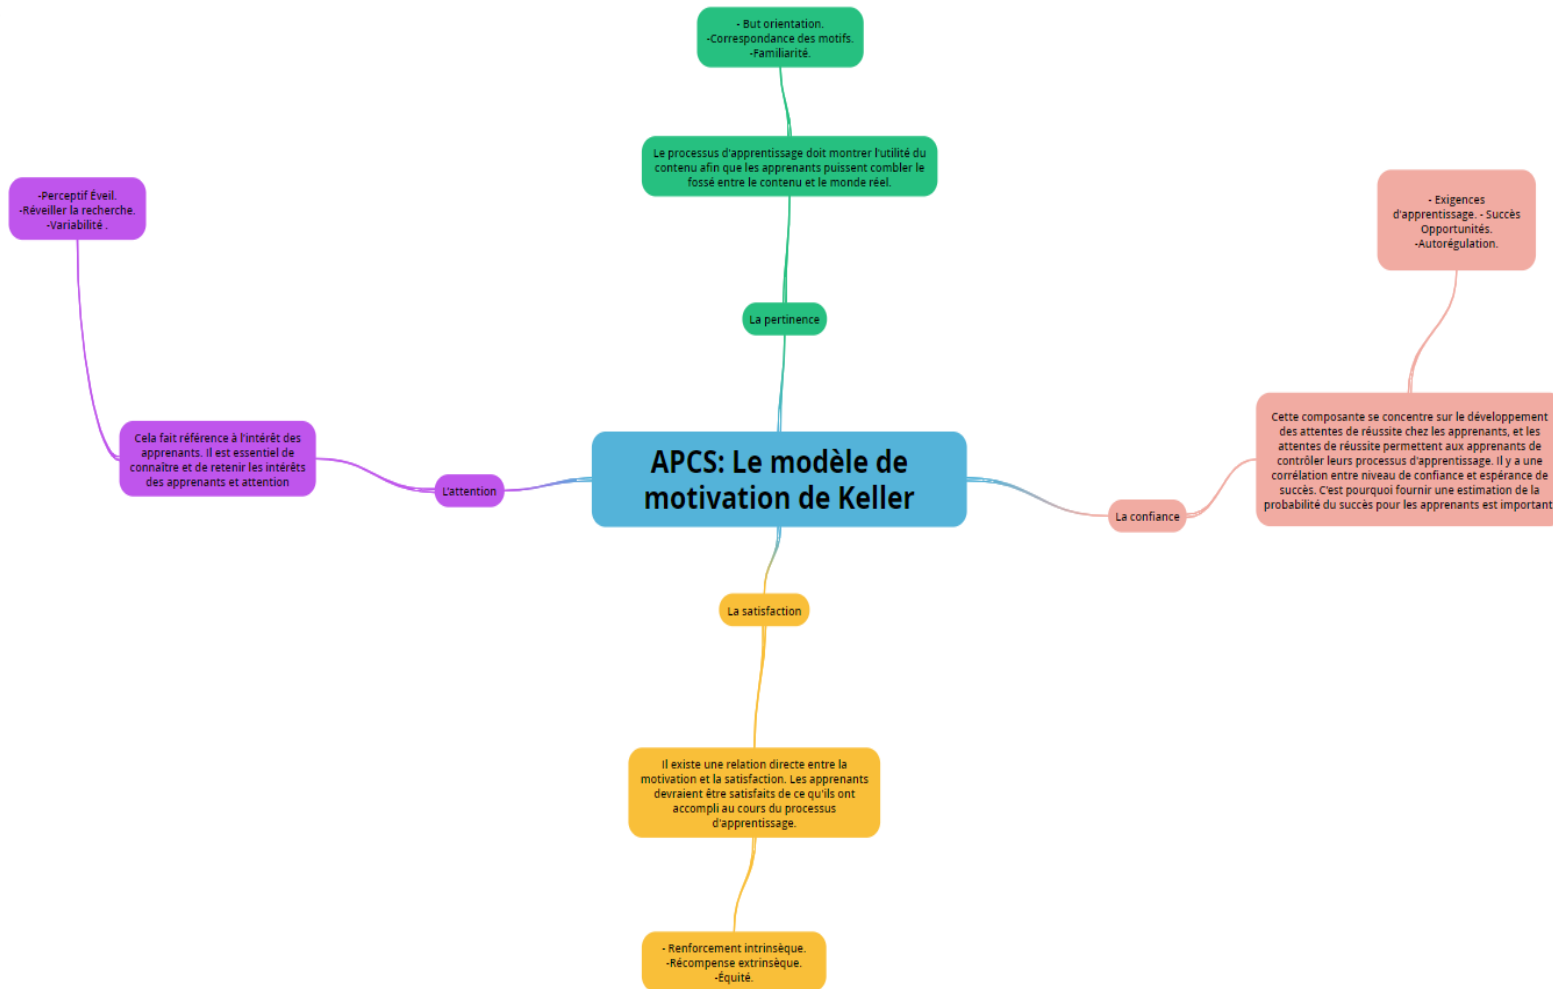 - But orientation.
-Correspondance des motifs.
-Familiarité.
Le processus d'apprentissage doit montrer l'utilité du
contenu afin que les apprenants puissent combler le
fossé entre le contenu et le monde réel.
La pertinence
-Perceptif Éveil.
-Réveiller la recherche.
-Variabilité .
Cela fait référence à l'intérêt des
apprenants. Il est essentiel de
connaître et de retenir les intérêts
des apprenants et attention
L'attention
APCS: Le modèle de
motivation de Keller
- Exigences
d'apprentissage. - Succès
Opportunités.
-Autorégulation.
Cette composante se concentre sur le développement
des attentes de réussite chez les apprenants, et les
attentes de réussite permettent aux apprenants de
contrôler leurs processus d'apprentissage. Il y a une
corrélation entre niveau de confiance et espérance de
succès. C'est pourquoi fournir une estimation de la
probabilité du succès pour les apprenants est important
La confiance
La satisfaction
Il existe une relation directe entre la
motivation et la satisfaction. Les apprenants
devraient être satisfaits de ce qu'ils ont
accompli au cours du processus
d'apprentissage.
- Renforcement intrinsèque.
-Récompense extrinsèque.
-Équité.